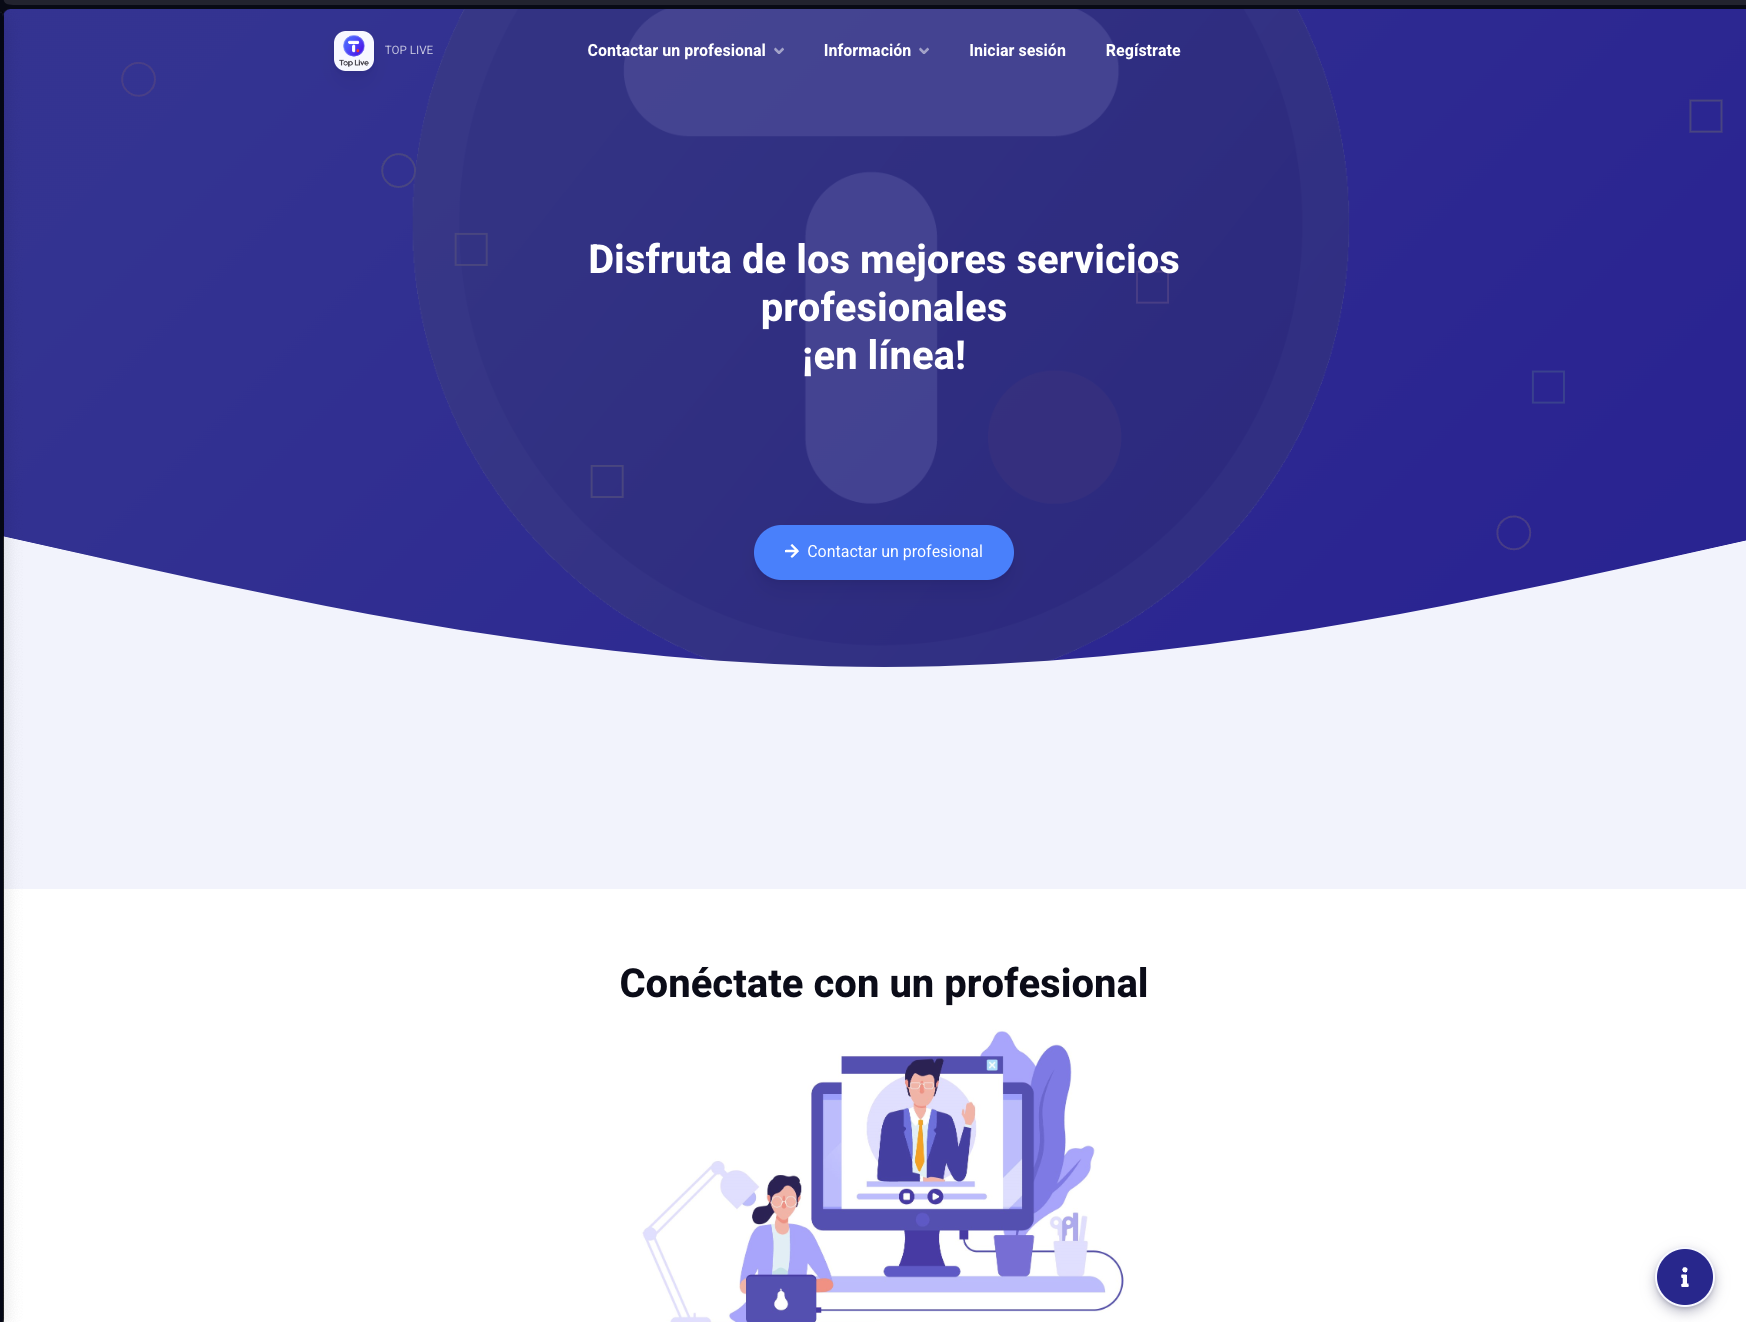 Top Live
TOP LIVE
Contactar un profesional
Información
Iniciar sesión
Regístrate
Disfruta de los mejores servicios
profesionales
¡en línea!
Contactar un profesional
Conéctate con un profesional